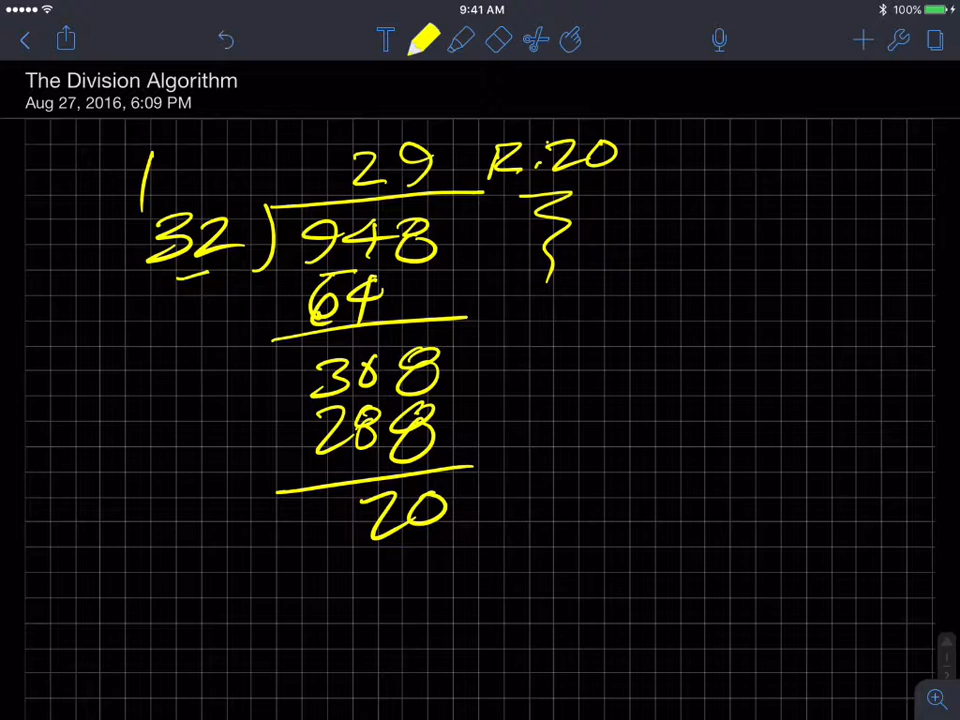 9:41 AM
100%
T
The Division Algorithm
Aug 27, 2016, 6:09 PM
1
29 R.20
32)948
64
308
288
20